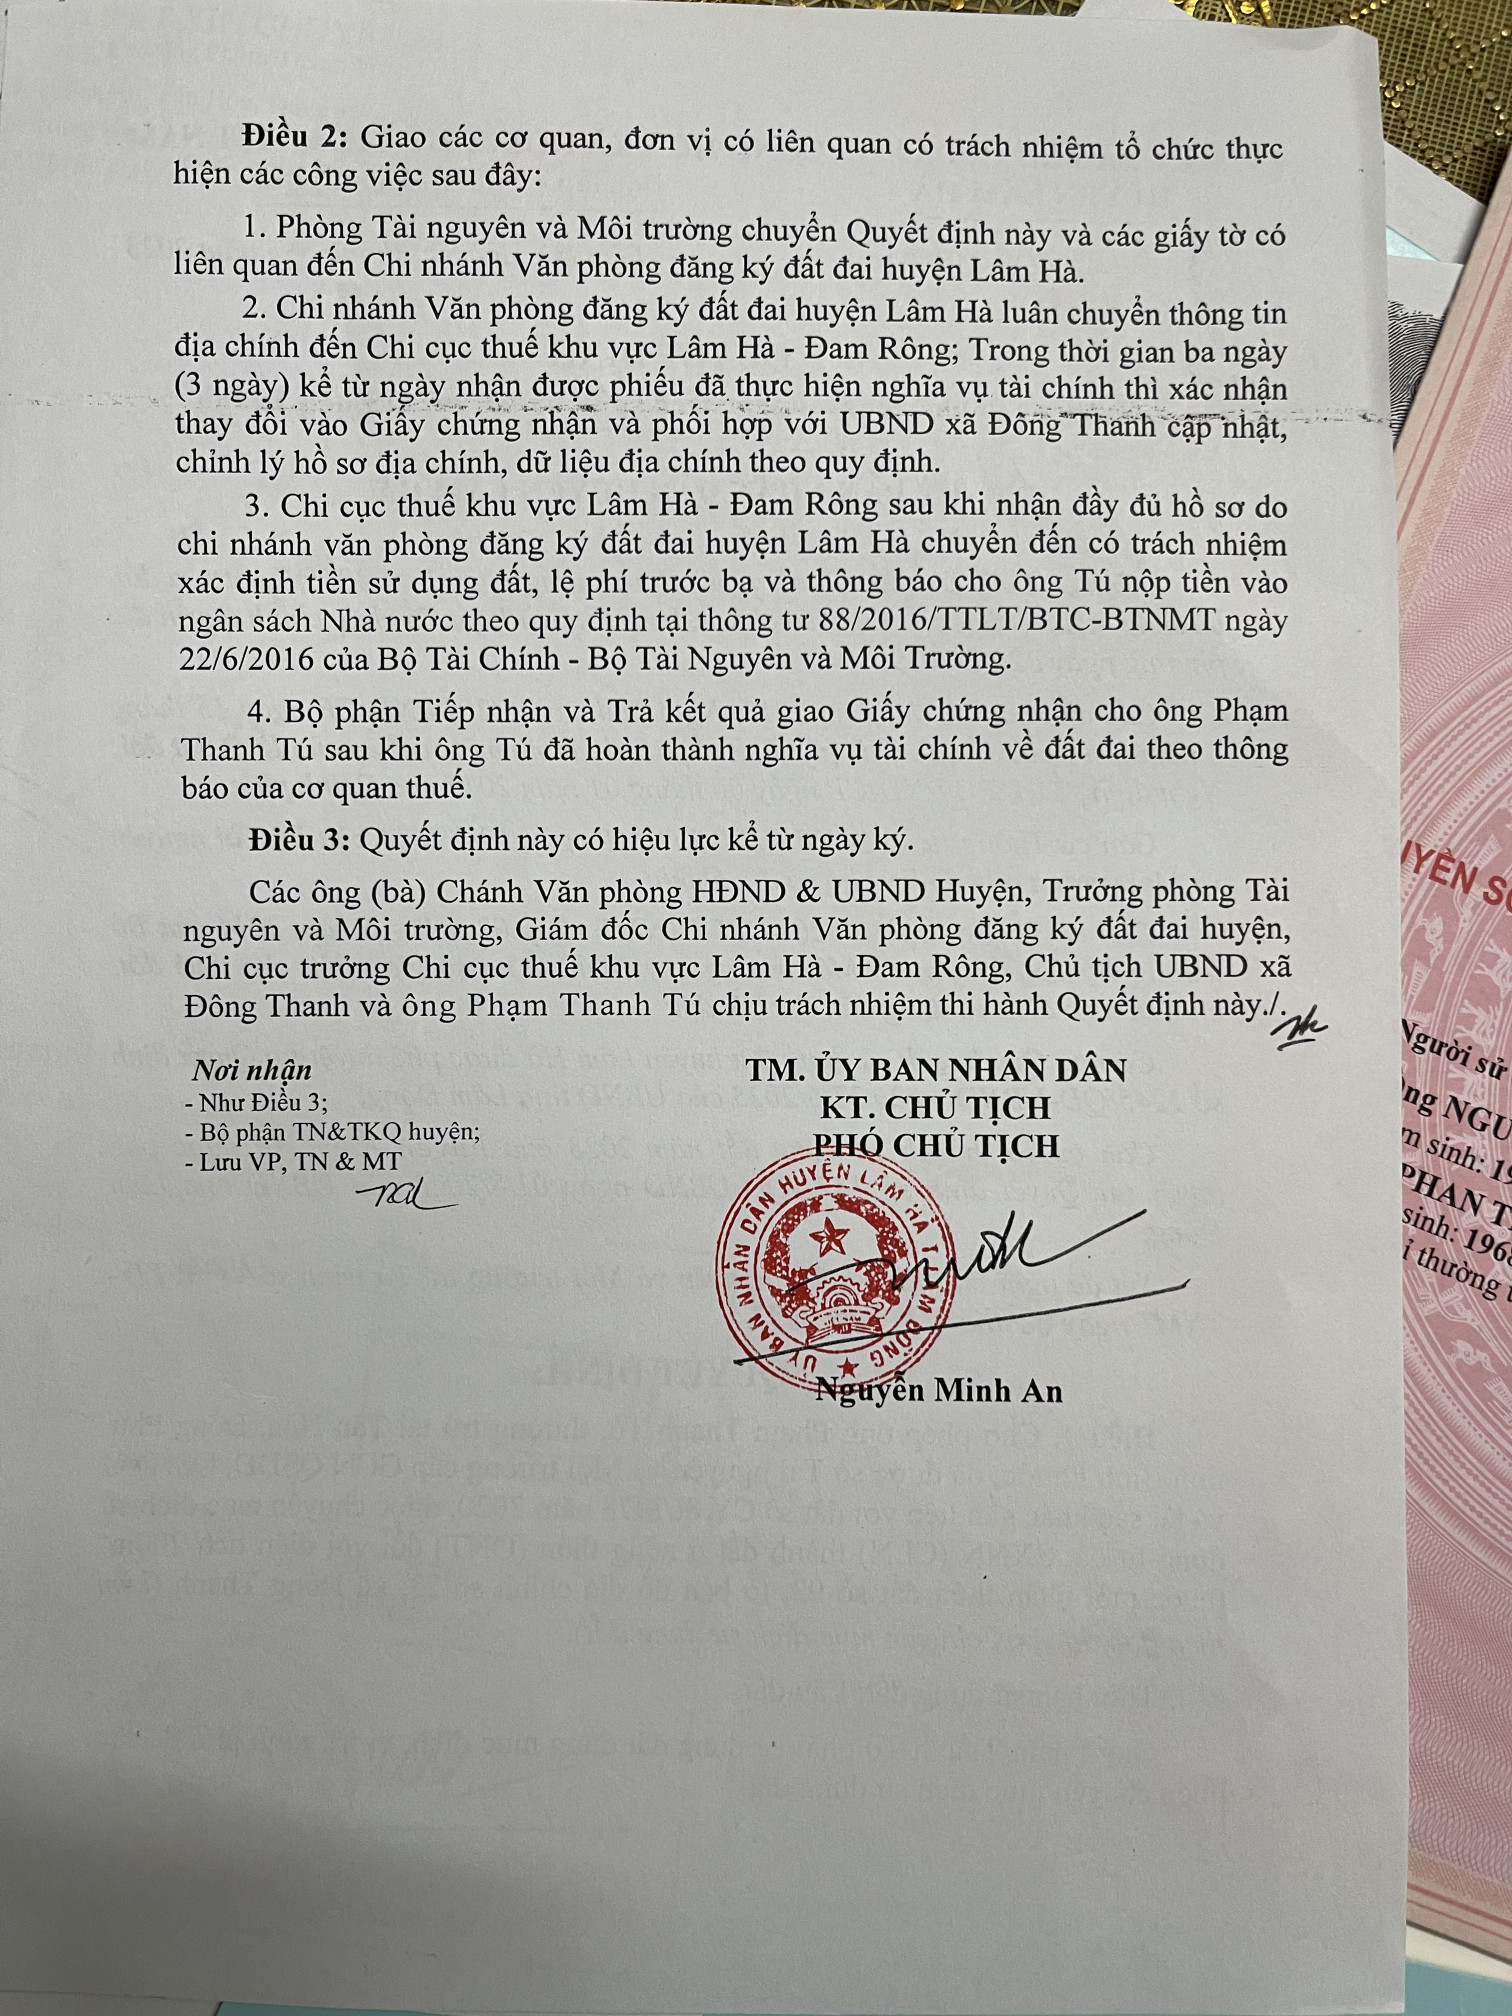 Điều 2: Giao các cơ quan, đơn vị có liên quan có trách nhiệm tổ chức thực
hiện các công việc sau đây:
1. Phòng Tài nguyên và Môi trường chuyển Quyết định này và các giấy tờ có
liên quan đến Chi nhánh Văn phòng đăng ký đất đai huyện Lâm Hà.
2. Chi nhánh Văn phòng đăng ký đất đai huyện Lâm Hà luân chuyển thông tin
địa chính đến Chi cục thuế khu vực Lâm Hà - Đam Rông; Trong thời gian ba ngày
(3 ngày) kể từ ngày nhận được phiếu đã thực hiện nghĩa vụ tài chính thì xác nhận
thay đổi vào Giấy chứng nhận và phối hợp với UBND xã Đông Thanh cập nhật,
chỉnh lý hồ sơ địa chính, dữ liệu địa chính theo quy định.
3. Chi cục thuế khu vực Lâm Hà - Đam Rông sau khi nhận đầy đủ hồ sơ do
chi nhánh văn phòng đăng ký đất đai huyện Lâm Hà chuyển đến có trách nhiệm
xác định tiền sử dụng đất, lệ phí trước bạ và thông báo cho ông Tú nộp tiền vào
ngân sách Nhà nước theo quy định tại thông tư 88/2016/TTLT/BTC-BTNMT ngày
22/6/2016 của Bộ Tài Chính - Bộ Tài Nguyên và Môi Trường.
4. Bộ phận Tiếp nhận và Trả kết quả giao Giấy chứng nhận cho ông Phạm
Thanh Tú sau khi ông Tú đã hoàn thành nghĩa vụ tài chính về đất đai theo thông
báo của cơ quan thuế.
Điều 3: Quyết định này có hiệu lực kể từ ngày ký.
Các ông (bà) Chánh Văn phòng HĐND & UBND Huyện, Trưởng phòng Tài
nguyên và Môi trường, Giám đốc Chi nhánh Văn phòng đăng ký đất đai huyện,
Chi cục trưởng Chi cục thuế khu vực Lâm Hà - Đam Rông, Chủ tịch UBND xã
Đông Thanh và ông Phạm Thanh Tú chịu trách nhiệm thi hành Quyết định này./.
Nơi nhận
- Như Điều 3;
- Bộ phận TN&TKQ huyện;
- Lưu VP, TN & MT
TM. ỦY BAN NHÂN DÂN
KT. CHỦ TỊCH
PHÓ CHỦ TỊCH
ỦY BAN NHÂN DÂN HUYỆN LÂM HÀ T. LÂM ĐỒNG
Nguyễn Minh An
Người sử
NGU
sinh: 19
PHAN T
sinh: 196
thường